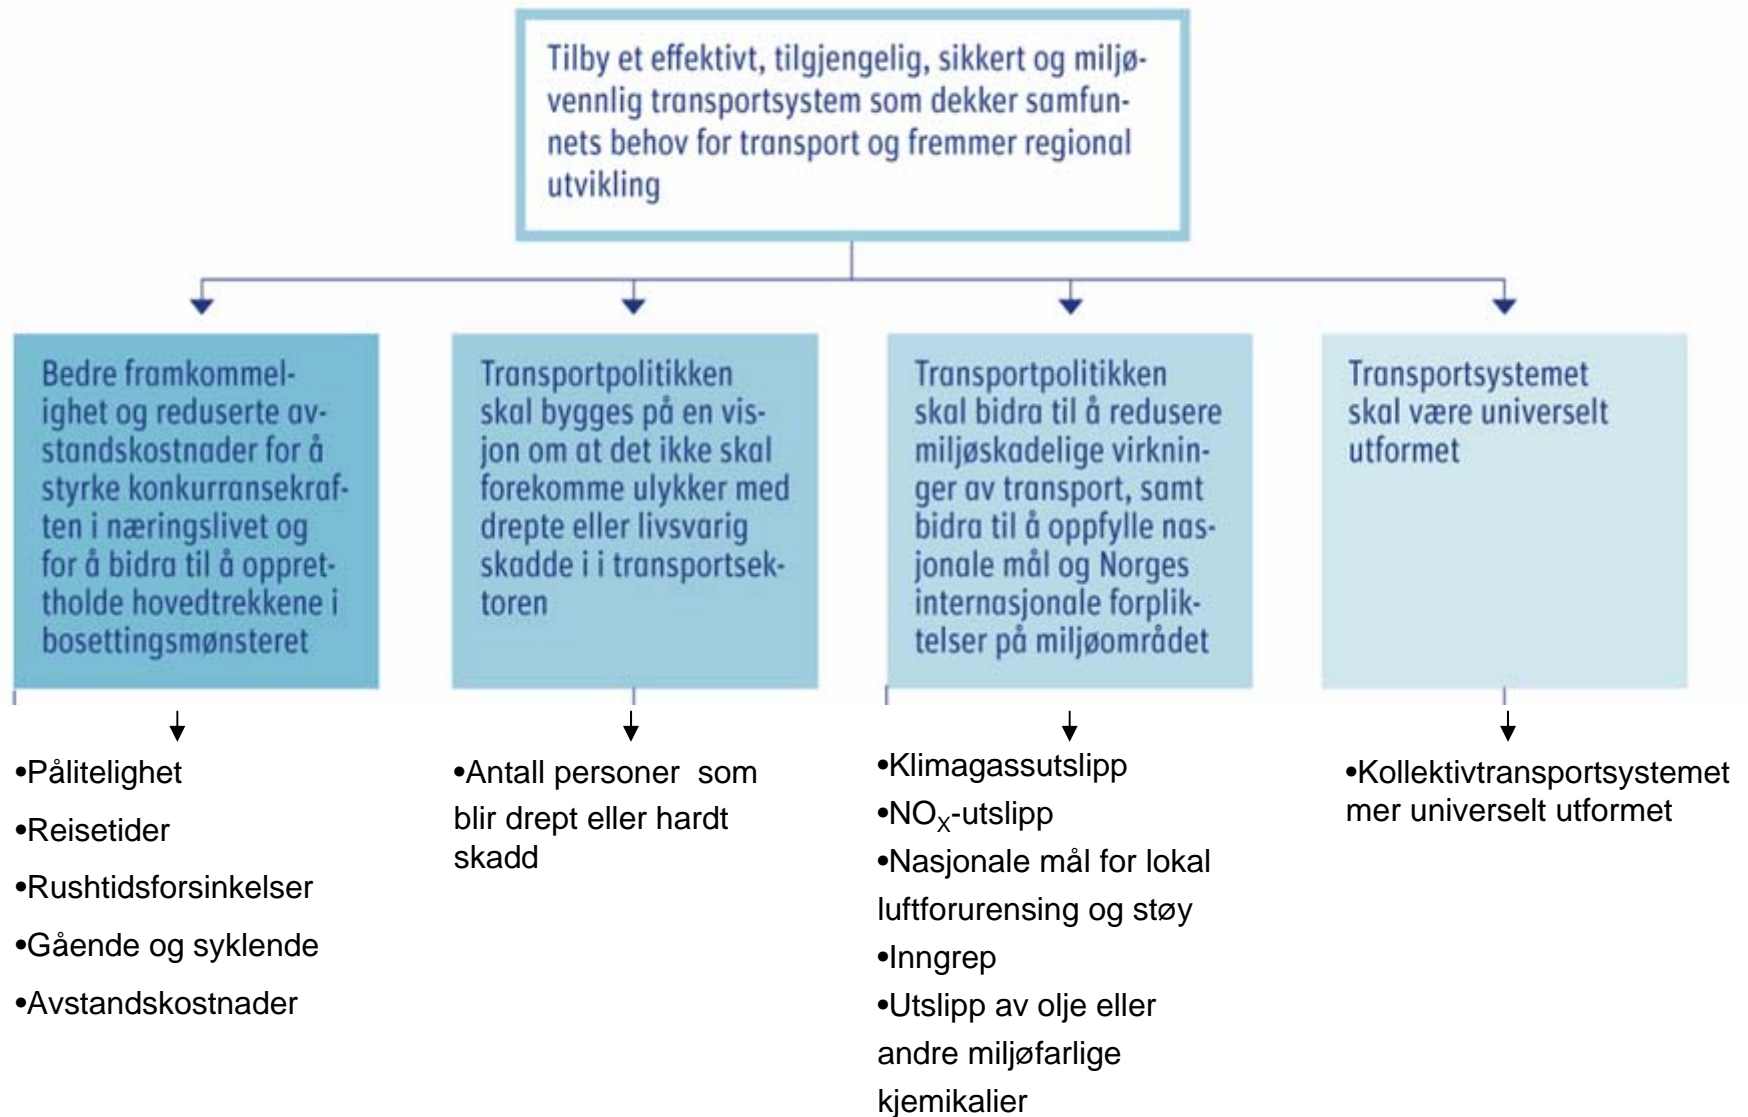 Tilby et effektivt, tilgjengelig, sikkert og miljø-
vennlig transportsystem som dekker samfun-
nets behov for transport og fremmer regional
utvikling
Bedre framkommel-
ighet og reduserte av-
standskostnader for å
styrke konkurransekraf-
ten i næringslivet og
for å bidra til å oppret-
tholde hovedtrekkene i
bosettingsmønsteret
Transportpolitikken
skal bygges på en vis-
jon om at det ikke skal
forekomme ulykker med
drepte eller livsvarig
skadde i i transportsek-
toren
Transportpolitikken
skal bidra til å redusere
miljøskadelige virknin-
ger av transport, samt
bidra til å oppfylle nas-
jonale mål og Norges
internasjonale forplik-
telser på miljøområdet
Transportsystemet
skal være universelt
utformet
•Pålitelighet
•Reisetider
•Rushtidsforsinkelser
•Gående og syklende
•Avstandskostnader
•Antall personer som
blir drept eller hardt
skadd
•Klimagassutslipp
•NOX-utslipp
•Nasjonale mål for lokal
luftforurensing og støy
•Inngrep
•Utslipp av olje eller
andre miljøfarlige
kjemikalier
•Kollektivtransportsystemet
mer universelt utformet